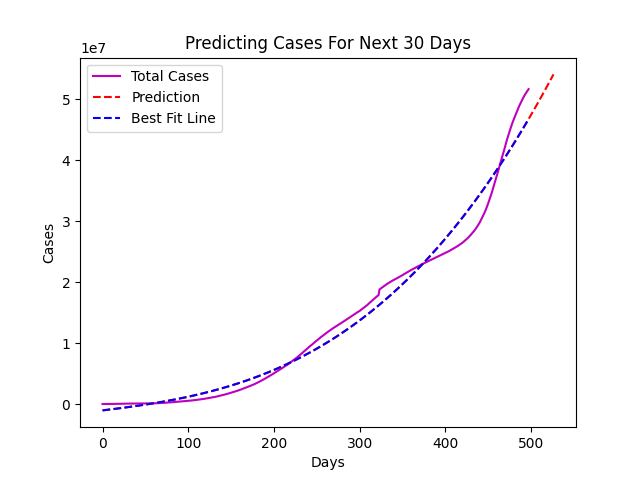 Predicting Cases For Next 30 Days
1e7
Total Cases
Prediction
Best Fit Line
5
4
3
2
1
0
Cases
0 100 200 300 400 500
Days